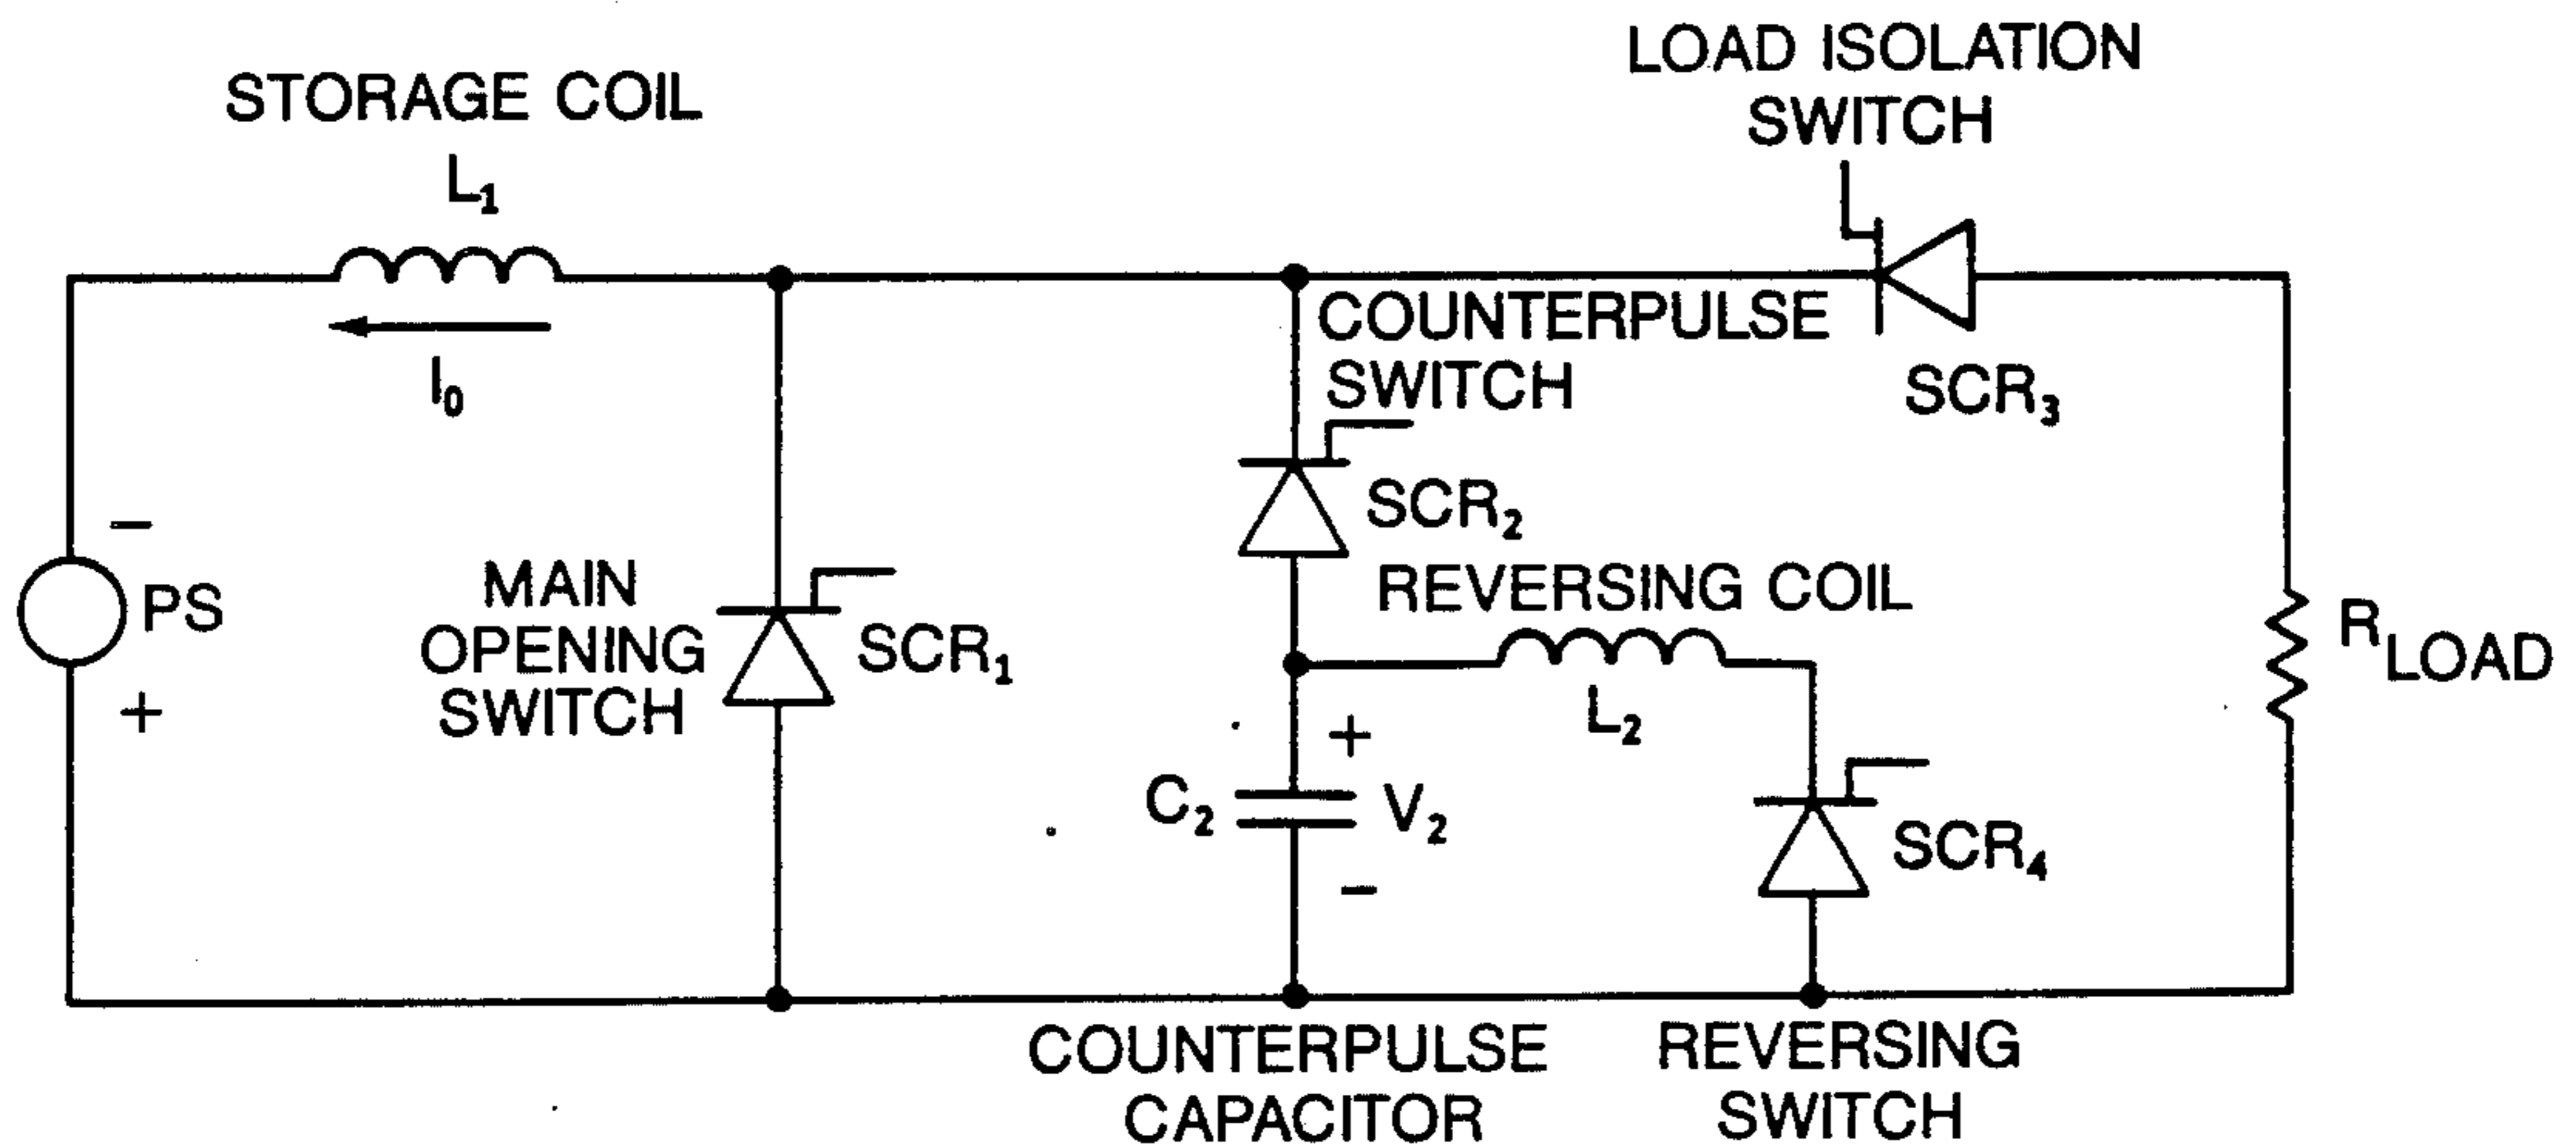 STORAGE COIL
L1
I0
LOAD ISOLATION
SWITCH
SCR3
COUNTERPULSE
SWITCH
SCR2
−
PS
+
MAIN
OPENING
SWITCH
SCR1
REVERSING COIL
L2
RLOAD
C2
+
V2
−
SCR4
COUNTERPULSE
CAPACITOR
REVERSING
SWITCH